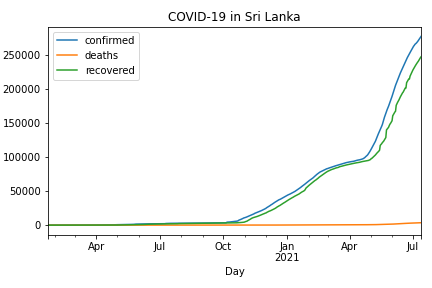 COVID-19 in Sri Lanka
confirmed
deaths
recovered
250000
200000
150000
100000
50000
0
Apr Jul Oct Jan Apr Jul
2021
Day